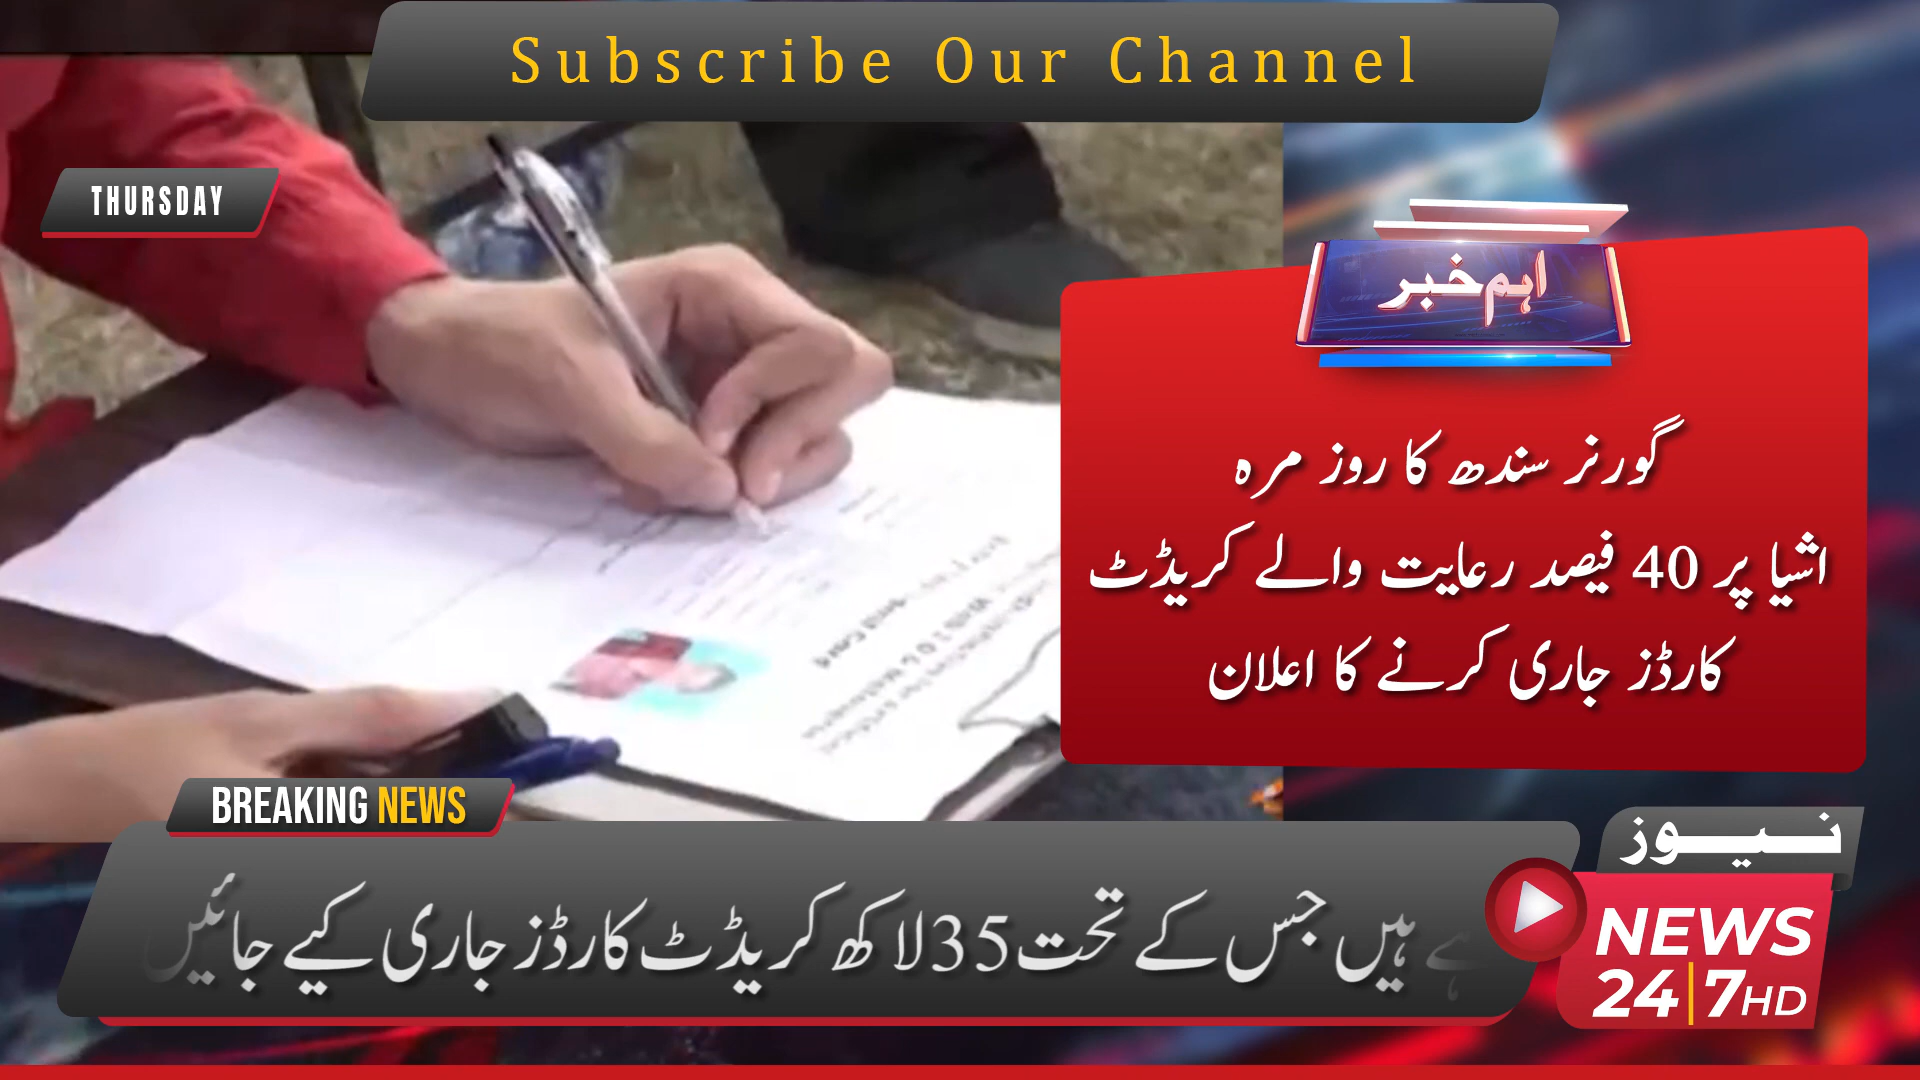 Subscribe Our Channel
THURSDAY
اہم خبر
گورنر سندھ کا روز مرہ
اشیا پر 40 فیصد رعایت والے کریڈٹ
کارڈز جاری کرنے کا اعلان
BREAKING NEWS
ہیں جس کے تحت 35 لاکھ کریڈٹ کارڈز جاری کیے جائیں
نیوز
NEWS
24|7HD